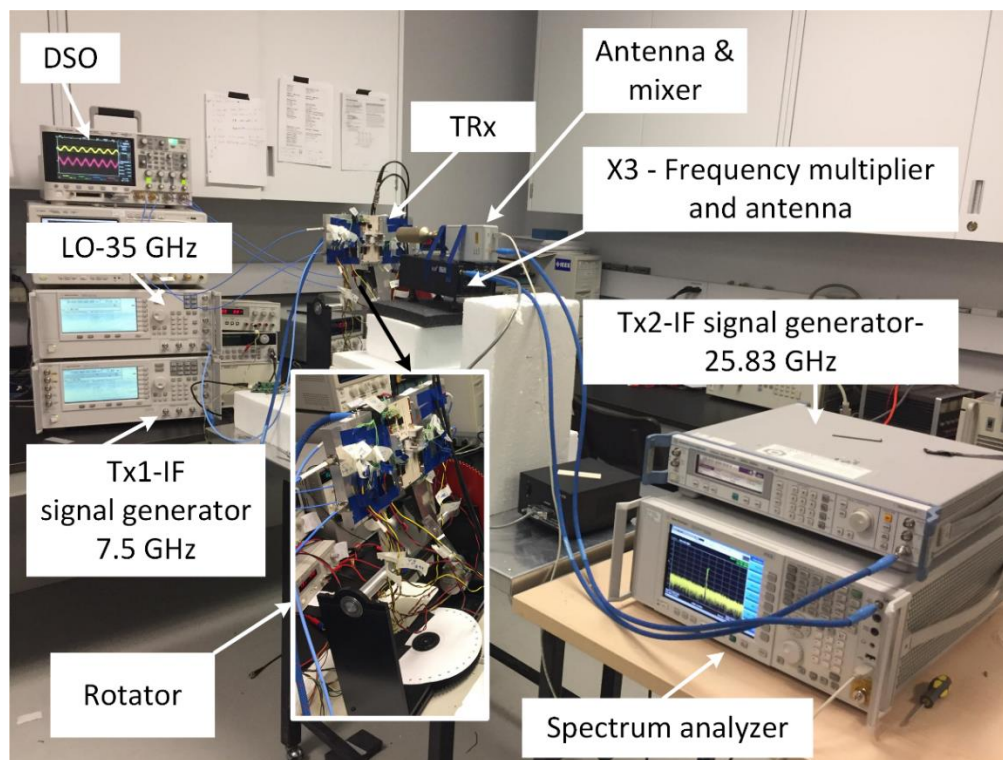 DSO
Antenna &
mixer
TRx
X3 - Frequency multiplier
and antenna
LO-35 GHz
Tx2-IF signal generator-
25.83 GHz
Tx1-IF
signal generator
7.5 GHz
Rotator
Spectrum analyzer